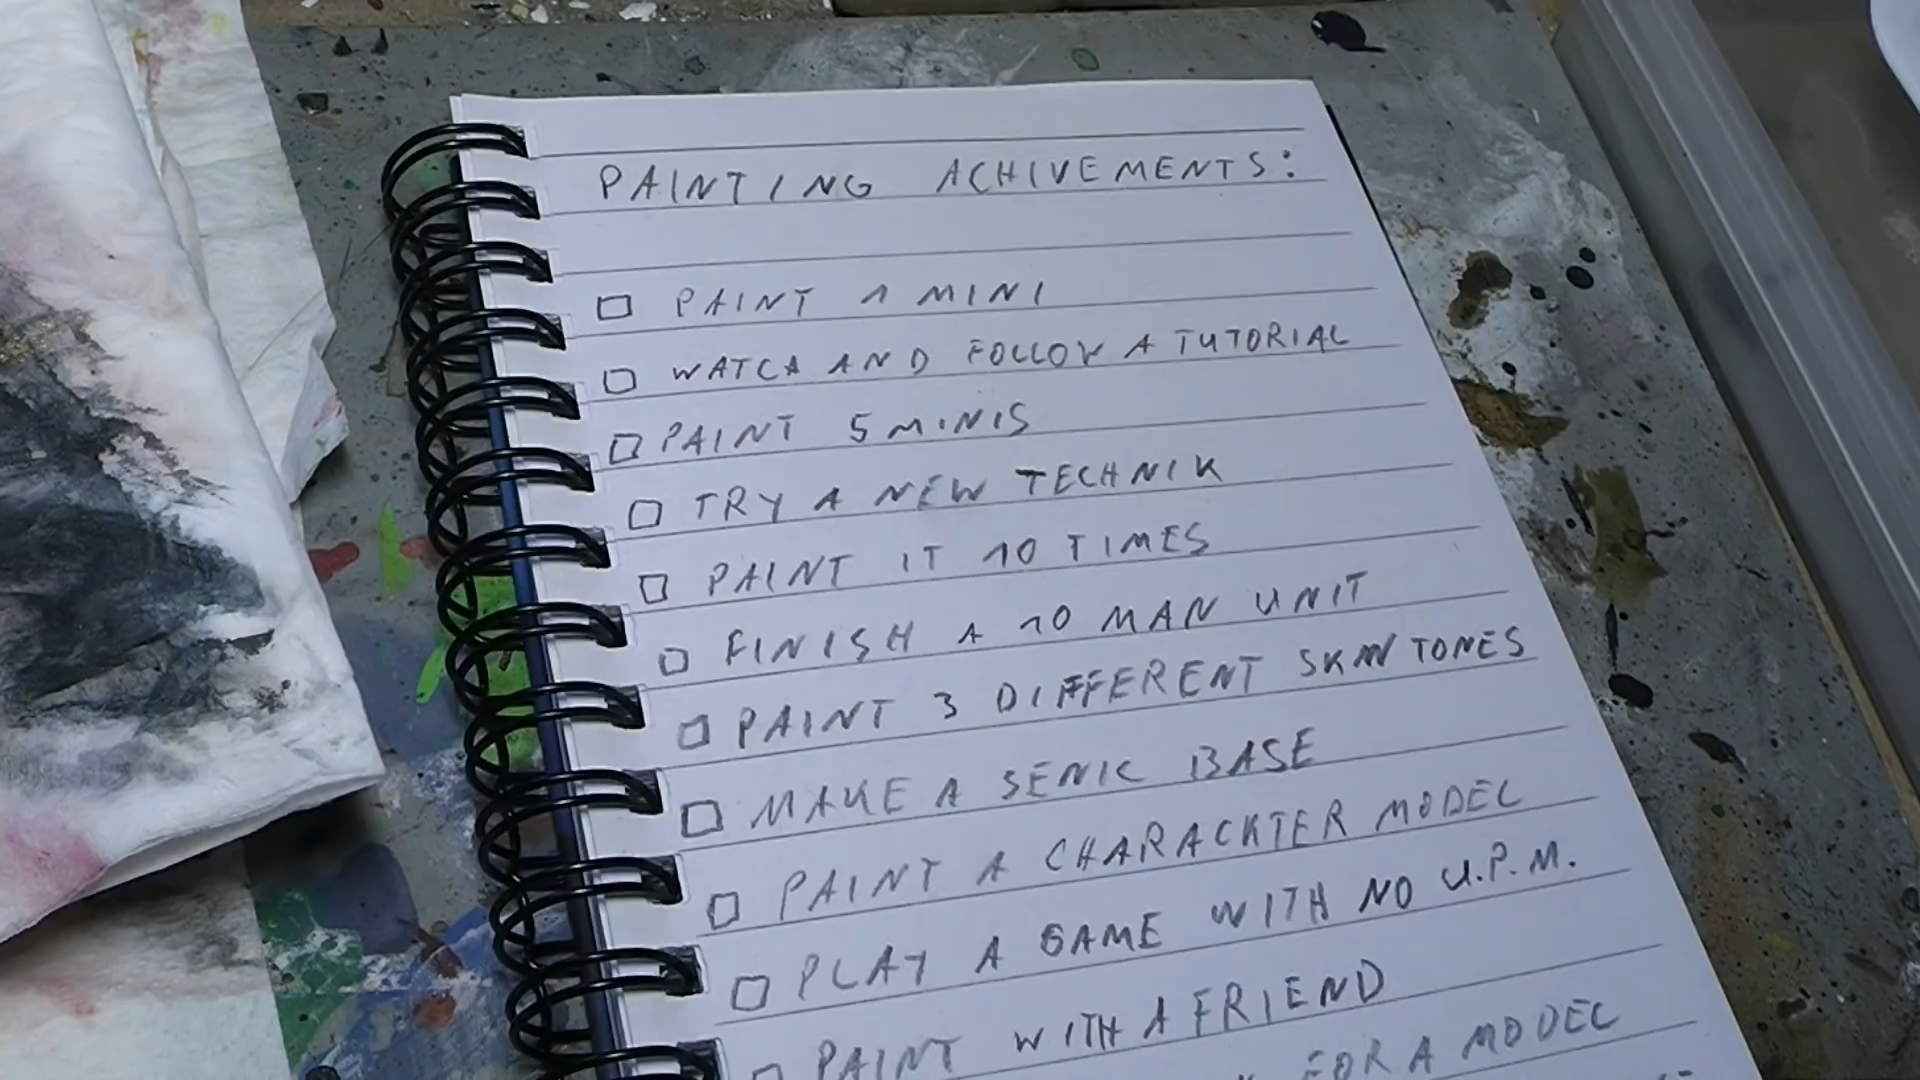 PAINTING ACHIVEMENTS:
PAINT 1 MINI
WATCH AND FOLLOW A TUTORIAL
PAINT 5 MINIS
TRY A NEW TECHNIK
PAINT IT 10 TIMES
FINISH A 10 MAN UNIT
PAINT 3 DIFFERENT SKIN TONES
MAKE A SENIC BASE
PAINT A CHARACKTER MODEL
PLAY A GAME WITH NO U.P.M.
PAINT WITH A FRIEND
FOR A MODEL